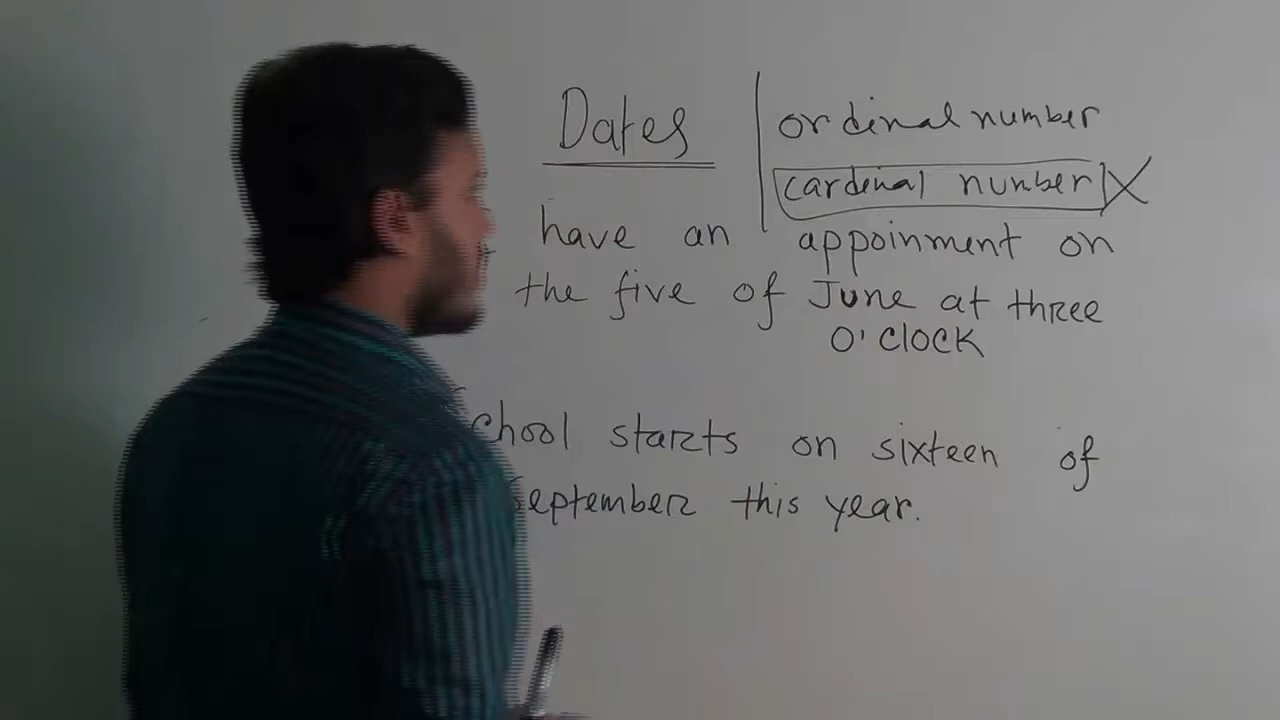 Dates
ordinal number
cardinal number X
have an appoinment on
the five of June at three
O'clock
chool starts on sixteen of
September this year.